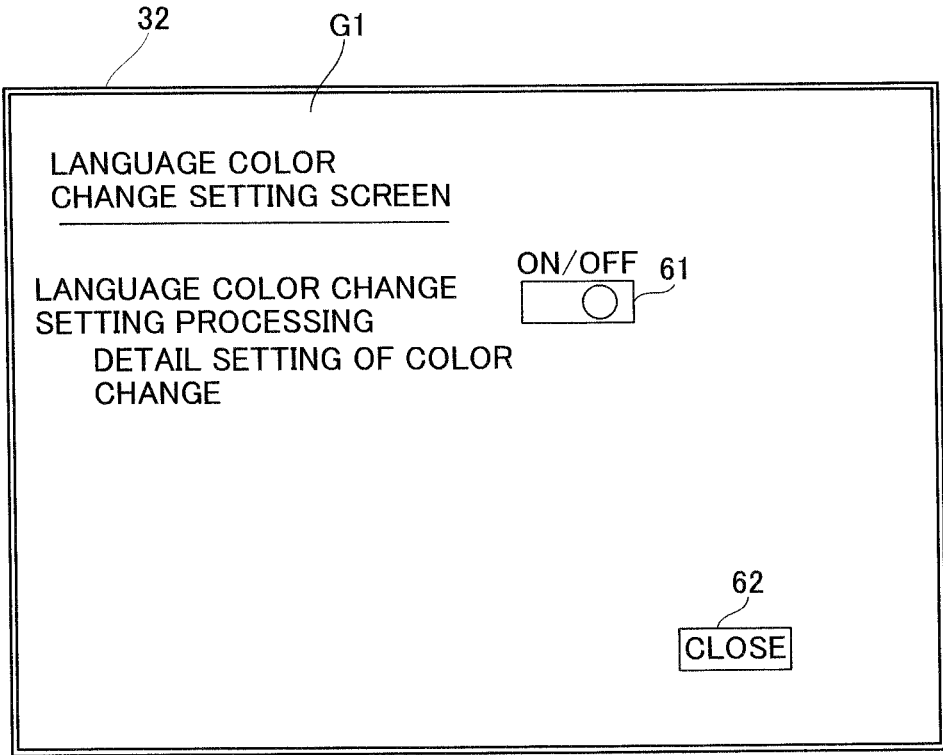 32
G1
LANGUAGE COLOR
CHANGE SETTING SCREEN
ON/OFF
61
LANGUAGE COLOR CHANGE
SETTING PROCESSING
DETAIL SETTING OF COLOR
CHANGE
62
CLOSE